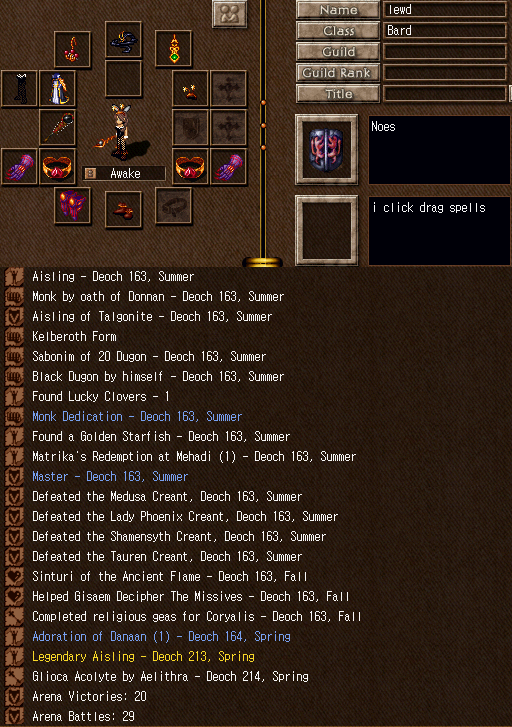 Name
lewd
Class
Bard
Guild
Guild Rank
Title
Noes
Awake
i click drag spells
Aisling - Deoch 163, Summer
Monk by oath of Donnan - Deoch 163, Summer
Aisling of Talgonite - Deoch 163, Summer
Kelberoth Form
Sabonim of 20 Dugon - Deoch 163, Summer
Black Dugon by himself - Deoch 163, Summer
Found Lucky Clovers - 1
Monk Dedication - Deoch 163, Summer
Found a Golden Starfish - Deoch 163, Summer
Matrika's Redemption at Mehadi (1) - Deoch 163, Summer
Master - Deoch 163, Summer
Defeated the Medusa Creant, Deoch 163, Summer
Defeated the Lady Phoenix Creant, Deoch 163, Summer
Defeated the Shamensyth Creant, Deoch 163, Summer
Defeated the Tauren Creant, Deoch 163, Summer
Sinturi of the Ancient Flame - Deoch 163, Fall
Helped Gisaem Decipher The Missives - Deoch 163, Fall
Completed religious geas for Coryalis - Deoch 163, Fall
Adoration of Danaan (1) - Deoch 164, Spring
Legendary Aisling - Deoch 213, Spring
Glioca Acolyte by Aelithra - Deoch 214, Spring
Arena Victories: 20
Arena Battles: 29